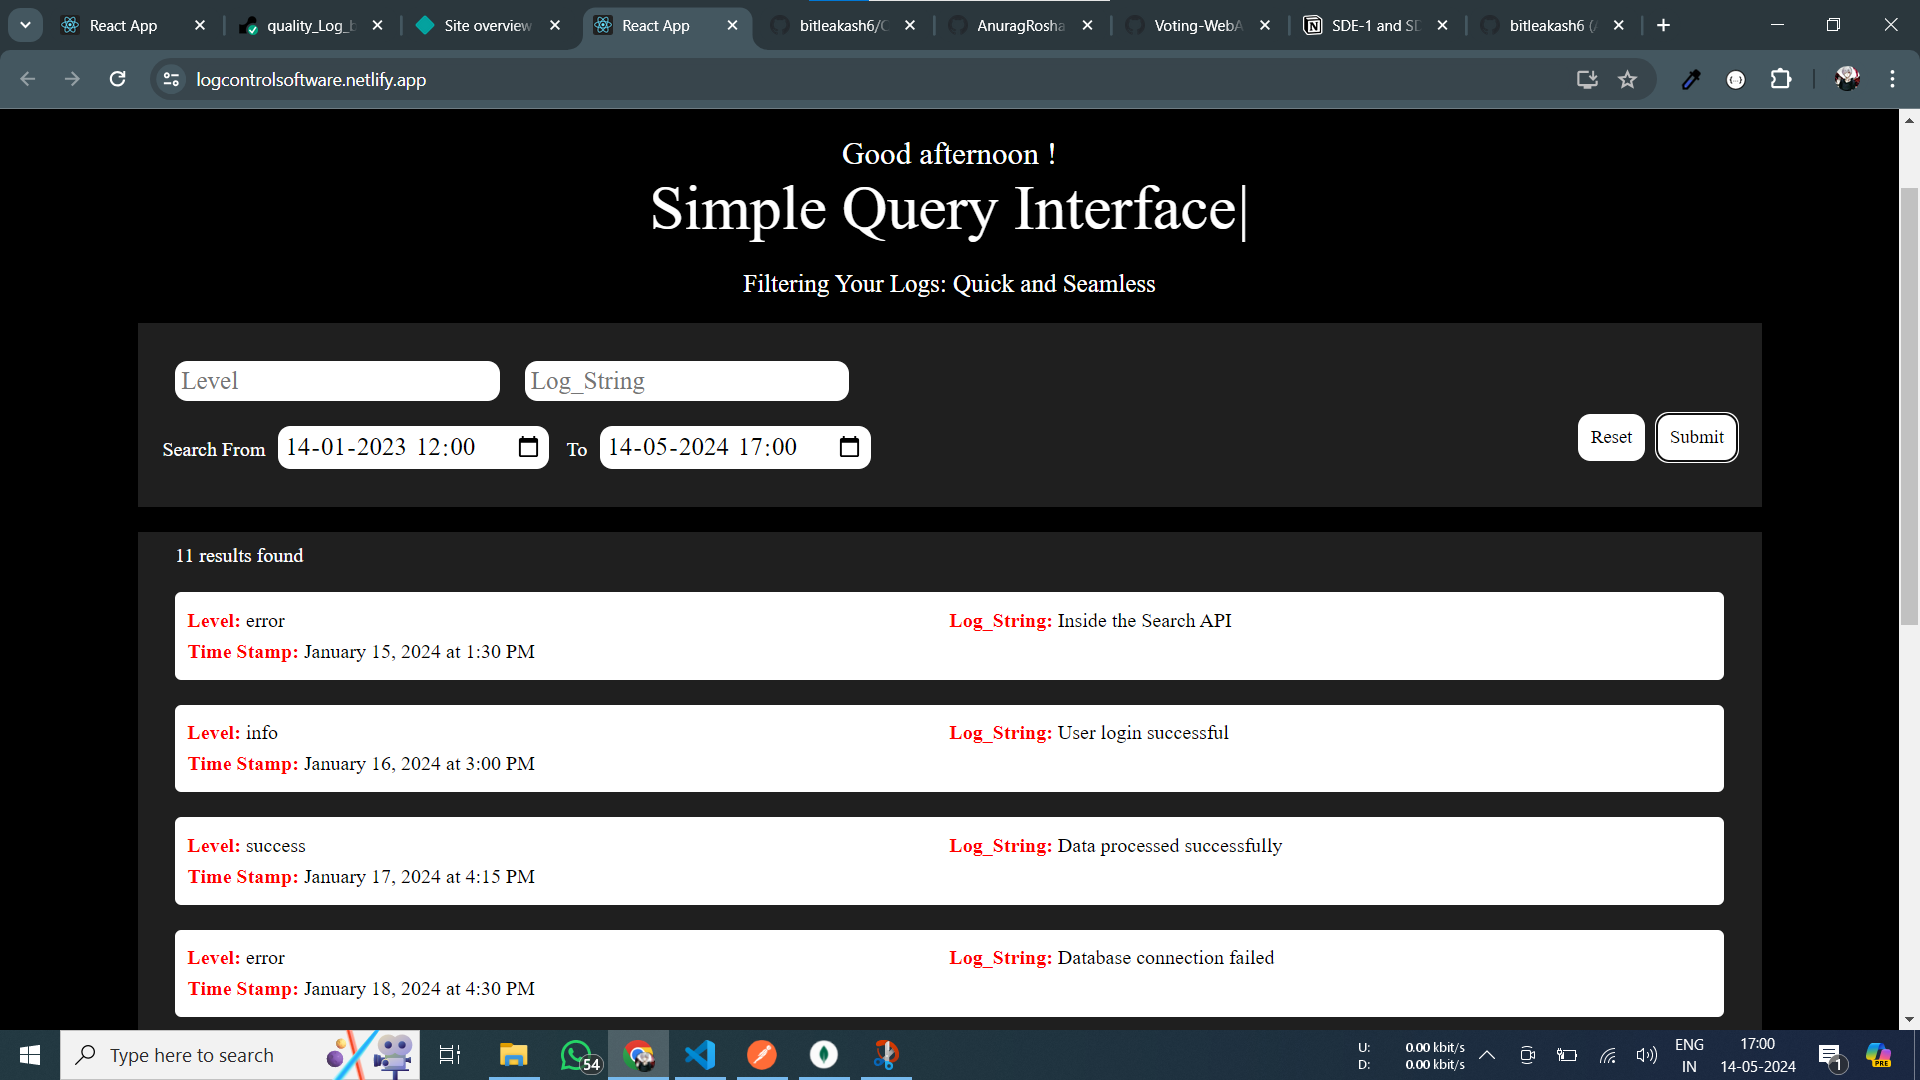 React App
quality_Log_b
Site overview
React App
bitleakash6/C
AnuragRosha
Voting-WebA
SDE-1 and SD
bitleakash6 (A
logcontrolsoftware.netlify.app
Good afternoon !
Simple Query Interface|
Filtering Your Logs: Quick and Seamless
Level
Log_String
Search From 14-01-2023 12:00 To 14-05-2024 17:00
Reset
Submit
11 results found
Level: error
Log_String: Inside the Search API
Time Stamp: January 15, 2024 at 1:30 PM
Level: info
Log_String: User login successful
Time Stamp: January 16, 2024 at 3:00 PM
Level: success
Log_String: Data processed successfully
Time Stamp: January 17, 2024 at 4:15 PM
Level: error
Log_String: Database connection failed
Time Stamp: January 18, 2024 at 4:30 PM
Type here to search
54
U: 0.00 kbit/s
D: 0.00 kbit/s
ENG
IN
17:00
14-05-2024
1
PRE